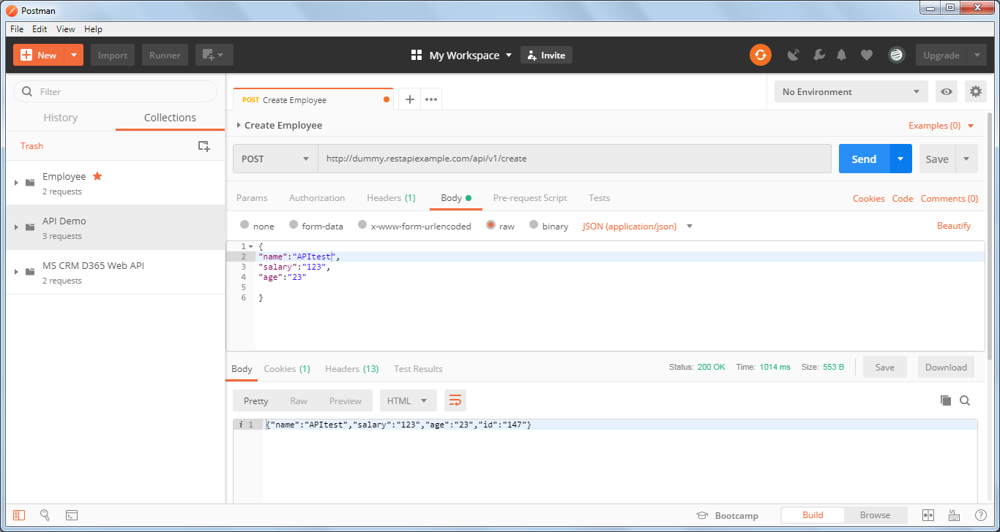 Postman
File Edit View Help
New Import Runner My Workspace Invite Upgrade
Filter
History Collections
Trash
Employee
2 requests
API Demo
3 requests
MS CRM D365 Web API
2 requests
POST Create Employee
No Environment
Create Employee
Examples (0)
POST http://dummy.restapiexample.com/api/v1/create Send Save
Params Authorization Headers (1) Body Pre-request Script Tests Cookies Code Comments (0)
none form-data x-www-form-urlencoded raw binary JSON (application/json) Beautify
1 {
2 "name":"APItest",
3 "salary":"123",
4 "age":"23"
5
6 }
Body Cookies (1) Headers (13) Test Results Status: 200 OK Time: 1014 ms Size: 553 B Save Download
Pretty Raw Preview HTML
i 1 {"name":"APItest","salary":"123","age":"23","id":"147"}
Bootcamp Build Browse